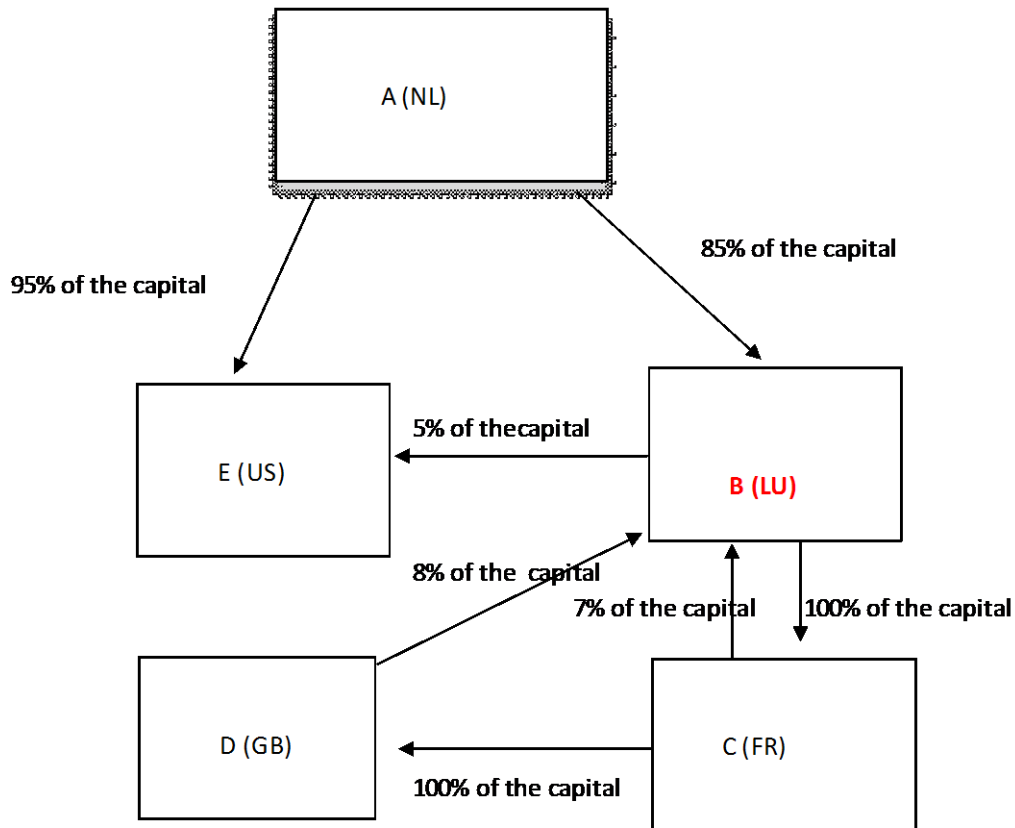 A (NL)
85% of the capital
95% of the capital
5% of thecapital
E (US)
B (LU)
8% of the capital
7% of the capital
100% of the capital
D (GB)
C (FR)
100% of the capital